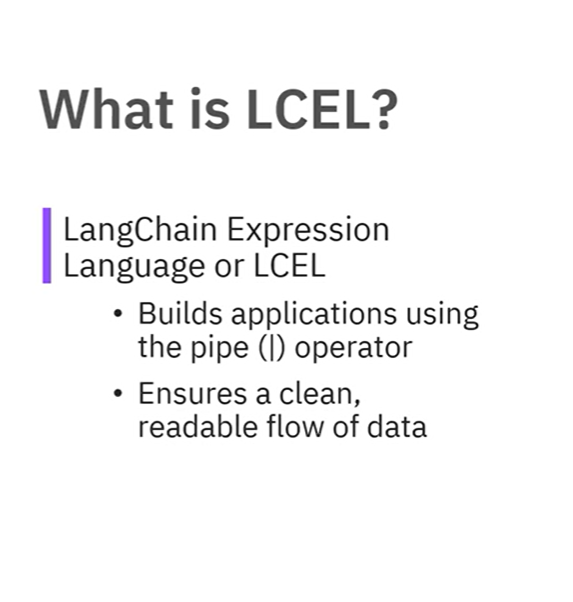 What is LCEL?
LangChain Expression
Language or LCEL
• Builds applications using
the pipe (|) operator
• Ensures a clean,
readable flow of data